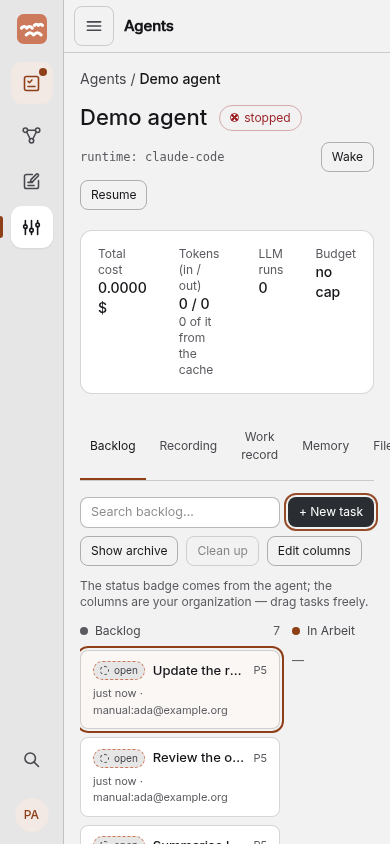 Agents
Agents / Demo agent
Demo agent
stopped
runtime: claude-code
Wake
Resume
Total cost
0.0000 $
Tokens (in / out)
0 / 0
0 of it from the cache
LLM runs
0
Budget
no cap
Backlog
Recording
Work record
Memory
Search backlog...
+ New task
Show archive
Clean up
Edit columns
The status badge comes from the agent; the
columns are your organization — drag tasks freely.
Backlog 7
In Arbeit
—
open Update the r... P5
just now ·
manual:ada@example.org
open Review the o... P5
just now ·
manual:ada@example.org
PA